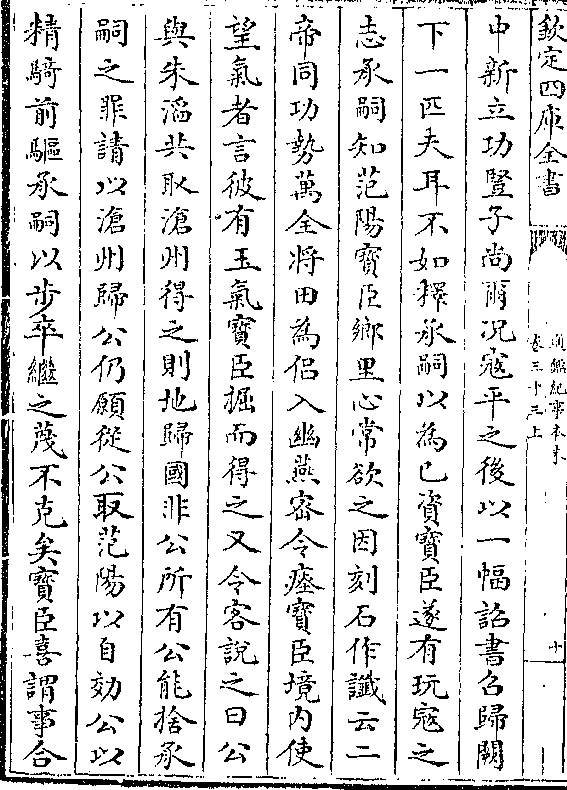 欽定四庫全書
通鑑紀事本末
卷三十三上
十
中新立功豎子尚爾况寇平之後以一幅詔書召歸闕
下一匹夫耳不如釋承嗣以為己資寶臣遂有玩寇之
志承嗣知范陽寶臣鄉里心常欲之因刻石作讖云二
帝同功勢萬全將田為侣入幽燕密令瘞寶臣境内使
望氣者言彼有玉氣寶臣掘而得之又令客説之曰公
與朱滔共取滄州得之則地歸國非公所有公能捨承
嗣之罪請以滄州歸公仍願從公取范陽以自効公以
精騎前驅承嗣以步卒繼之蔑不克矣寶臣喜謂事合